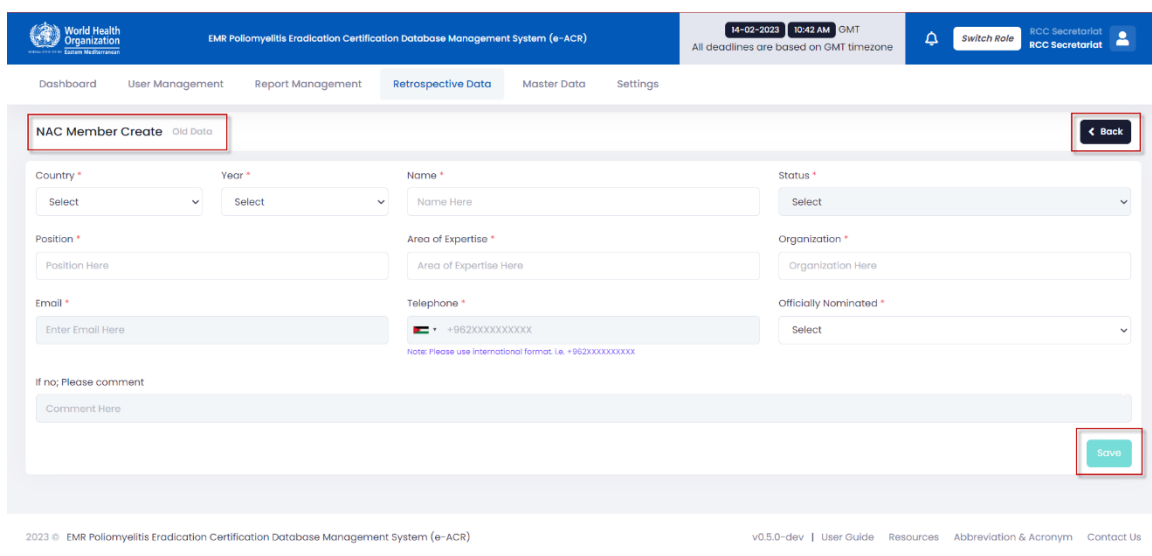 World Health
Organization
Eastern Mediterranean
EMR Poliomyelitis Eradication Certification Database Management System (e-ACR)
14-02-2023 10:42 AM GMT
All deadlines are based on GMT timezone
Switch Role
RCC Secretariat
RCC Secretariat
Dashboard User Management Report Management Retrospective Data Master Data Settings
NAC Member Create Old Data
Back
Country * Year * Name * Status *
Select Select Name Here Select
Position * Area of Expertise * Organization *
Position Here Area of Expertise Here Organization Here
Email * Telephone * Officially Nominated *
Enter Email Here +962XXXXXXXXXX Select
Note: Please use international format. i.e. +962XXXXXXXXXX
If no; Please comment
Comment Here
Save
2023 © EMR Poliomyelitis Eradication Certification Database Management System (e-ACR) v0.5.0-dev | User Guide Resources Abbreviation & Acronym Contact Us